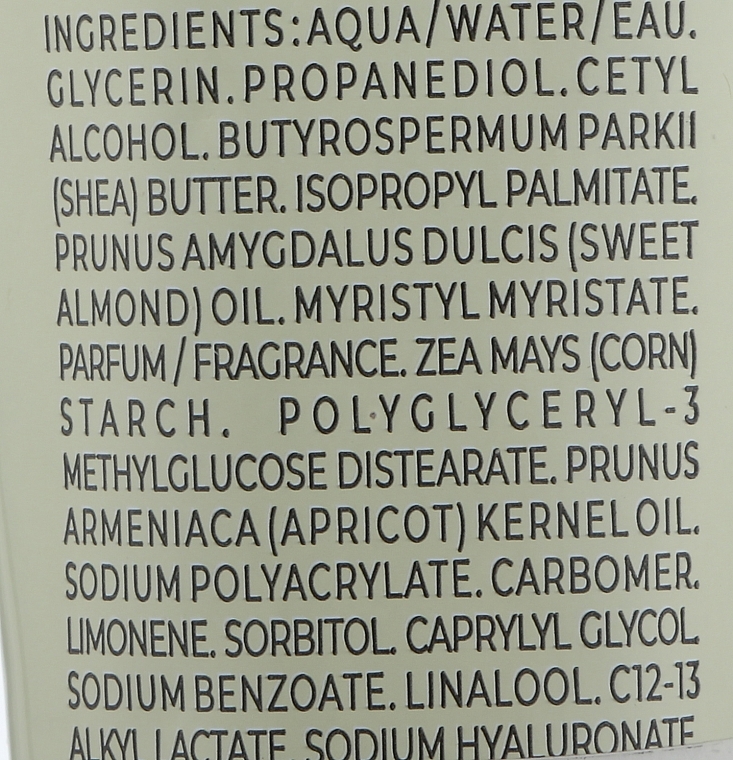 INGREDIENTS: AQUA/WATER/EAU.
GLYCERIN. PROPANEDIOL. CETYL
ALCOHOL. BUTYROSPERMUM PARKII
(SHEA) BUTTER. ISOPROPYL PALMITATE.
PRUNUS AMYGDALUS DULCIS (SWEET
ALMOND) OIL. MYRISTYL MYRISTATE.
PARFUM / FRAGRANCE. ZEA MAYS (CORN)
STARCH. POLYGLYCERYL-3
METHYLGLUCOSE DISTEARATE. PRUNUS
ARMENIACA (APRICOT) KERNEL OIL.
SODIUM POLYACRYLATE. CARBOMER.
LIMONENE. SORBITOL. CAPRYLYL GLYCOL.
SODIUM BENZOATE. LINALOOL. C12-13
ALKYL LACTATE. SODIUM HYALURONATE.